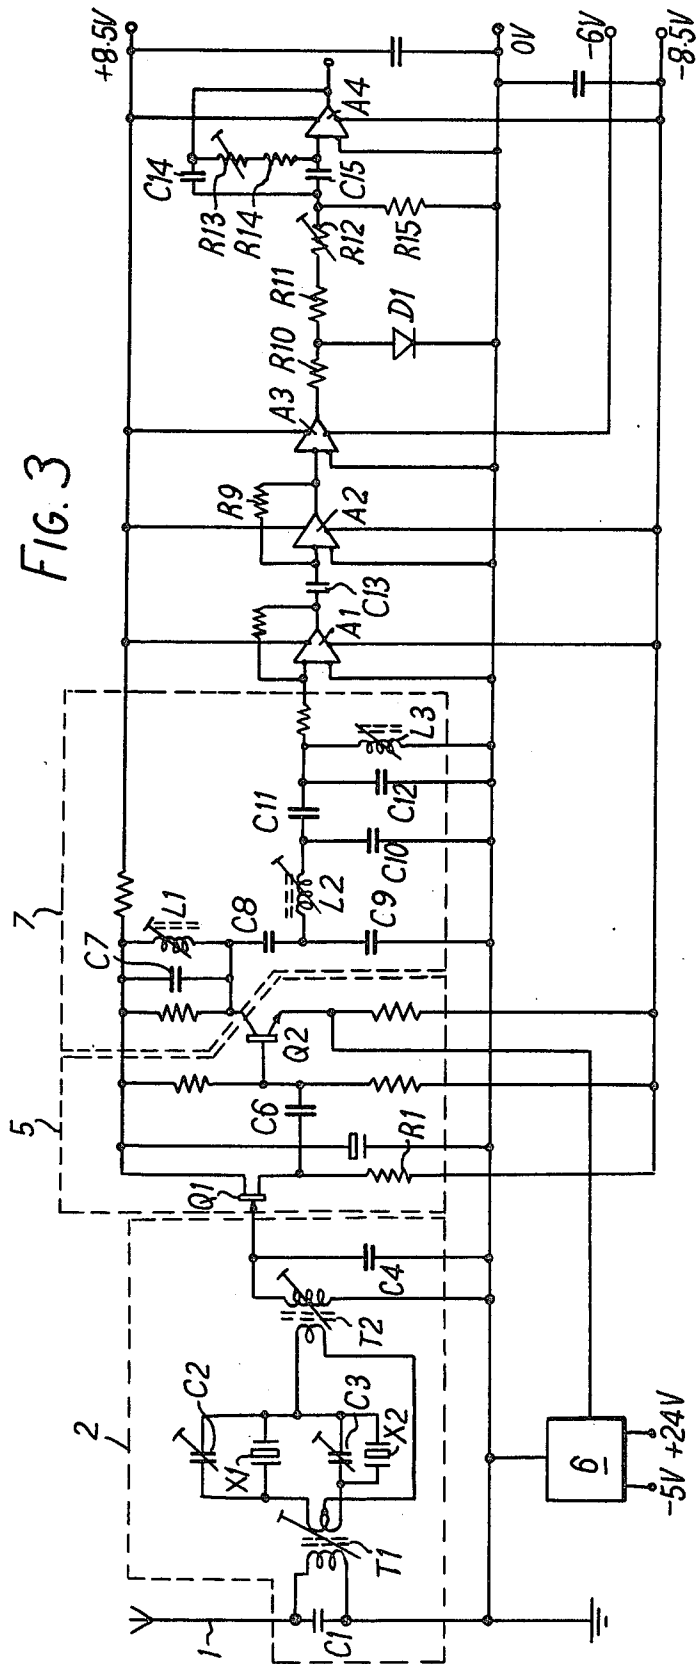 FIG. 3
+8·5V
0V
-6V
-8·5V
A4
C14
R13
R14
C15
R12
R15
R11
R10
D1
A3
R9
A2
C13
A1
7
L1
C7
C8
C11
L3
C12
C10
L2
C9
5
Q2
C6
R1
Q1
2
C4
T2
C2
X1
C3
X2
T1
1
C1
6
-5V +24V